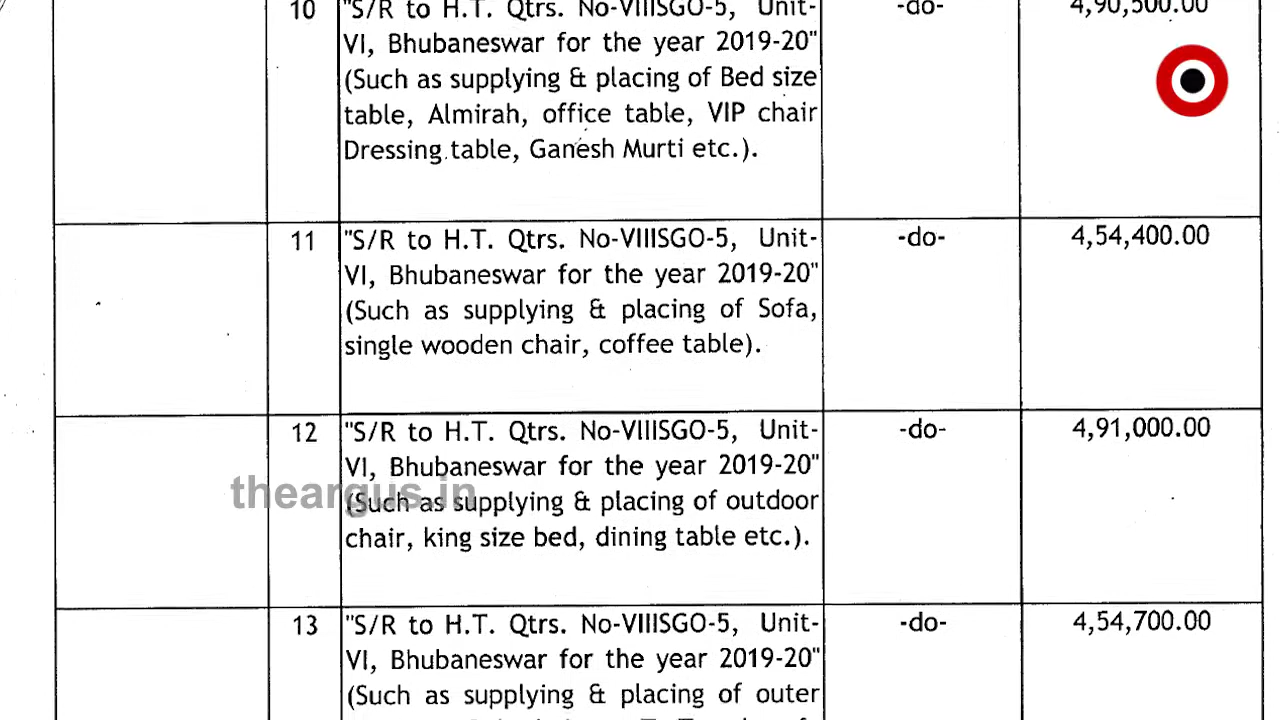 10 "S/R to H.T. Qtrs. No-VIIISGO-5, Unit- -do- 4,90,500.00
VI, Bhubaneswar for the year 2019-20"
(Such as supplying & placing of Bed size
table, Almirah, office table, VIP chair
Dressing table, Ganesh Murti etc.).
11 "S/R to H.T. Qtrs. No-VIIISGO-5, Unit- -do- 4,54,400.00
VI, Bhubaneswar for the year 2019-20"
(Such as supplying & placing of Sofa,
single wooden chair, coffee table).
12 "S/R to H.T. Qtrs. No-VIIISGO-5, Unit- -do- 4,91,000.00
VI, Bhubaneswar for the year 2019-20"
theargus.in
(Such as supplying & placing of outdoor
chair, king size bed, dining table etc.).
13 "S/R to H.T. Qtrs. No-VIIISGO-5, Unit- -do- 4,54,700.00
VI, Bhubaneswar for the year 2019-20"
(Such as supplying & placing of outer